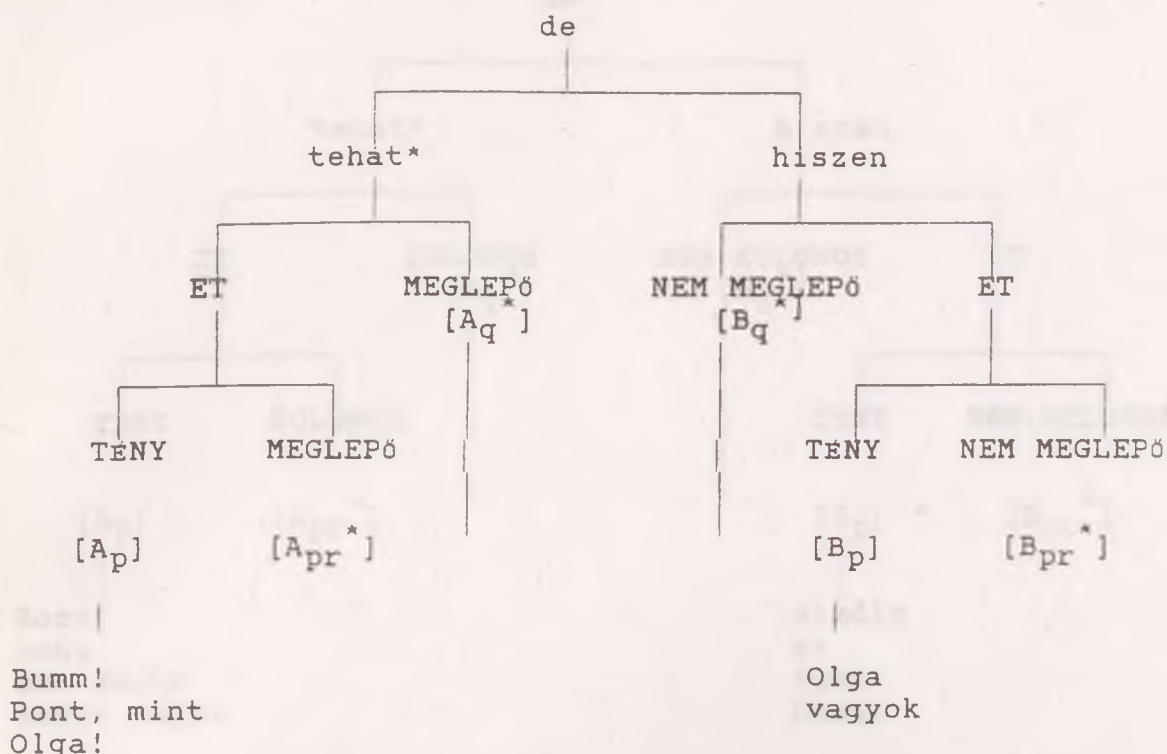 de
tehát* hiszen
ET MEGLEPŐ NEM MEGLEPŐ ET
[Aq*] [Bq*]
TÉNY MEGLEPŐ TÉNY NEM MEGLEPŐ
[Ap] [Apr*] [Bp] [Bpr*]
Bumm! Olga
Pont, mint vagyok
Olga!